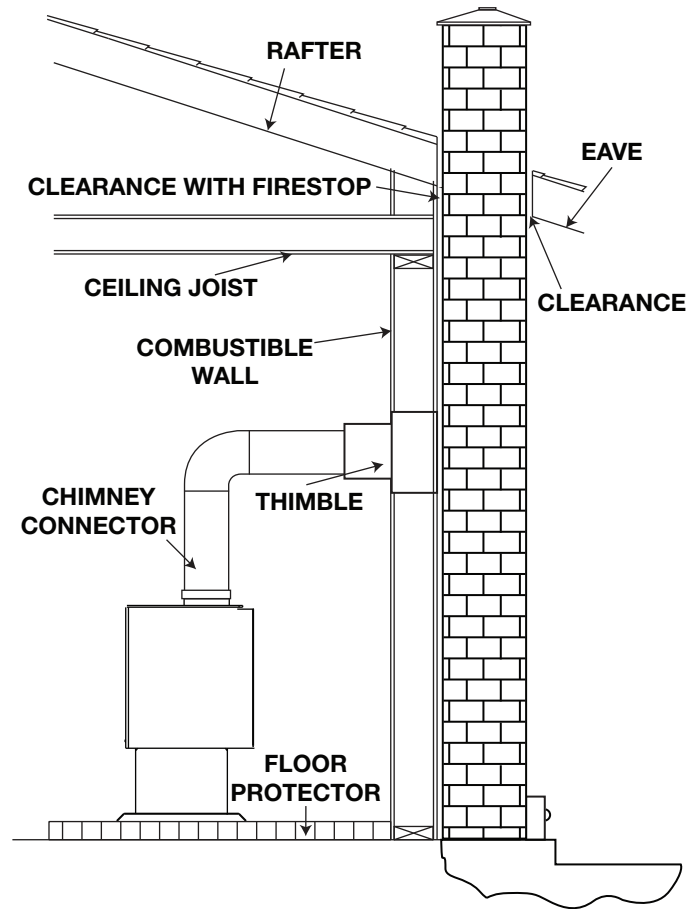 RAFTER
EAVE
CLEARANCE WITH FIRESTOP
CEILING JOIST
CLEARANCE
COMBUSTIBLE
WALL
CHIMNEY
CONNECTOR
THIMBLE
FLOOR
PROTECTOR